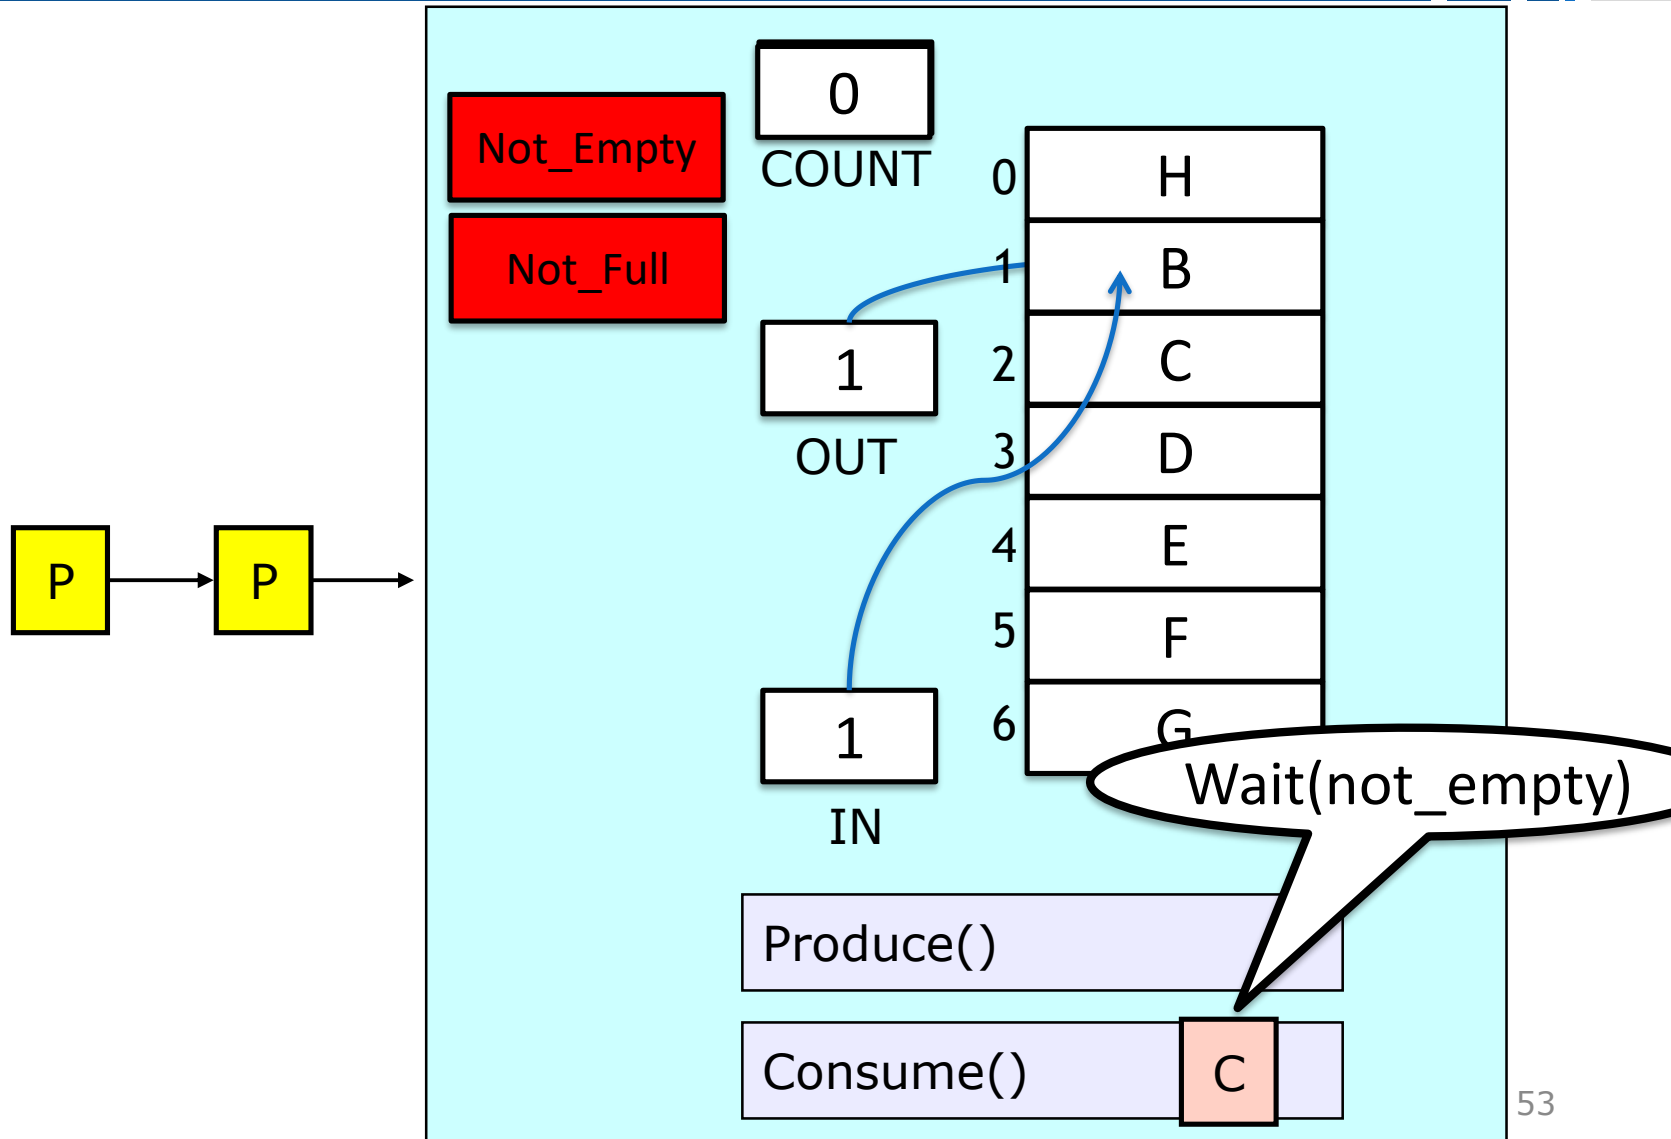 0
COUNT
Not_Empty
Not_Full
1
OUT
0 H
1 B
2 C
3 D
4 E
5 F
6 G
P
P
1
IN
Wait(not_empty)
Produce()
Consume()
C
53